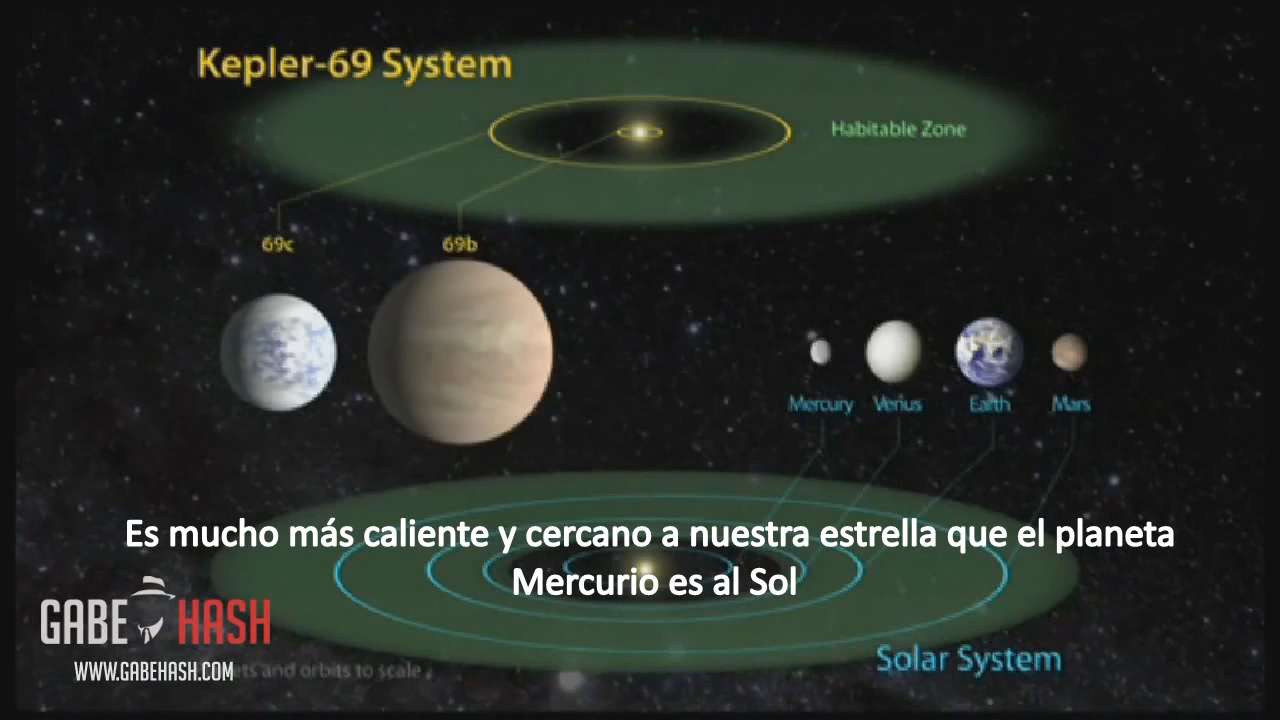 Kepler-69 System
Habitable Zone
69c
69b
Mercury
Venus
Earth
Mars
Es mucho más caliente y cercano a nuestra estrella que el planeta
Mercurio es al Sol
GABE HASH
WWW.GABEHASH.COM
and orbits to scale
Solar System